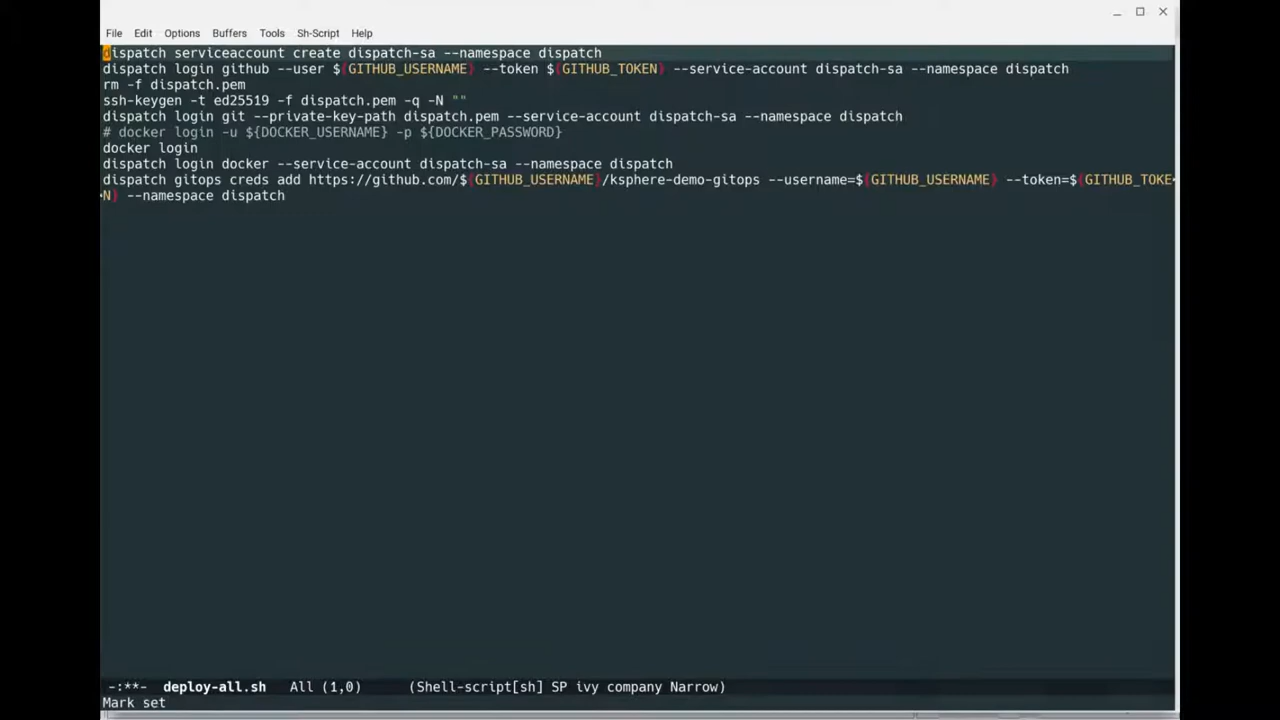 File Edit Options Buffers Tools Sh-Script Help
dispatch serviceaccount create dispatch-sa --namespace dispatch
dispatch login github --user ${GITHUB_USERNAME} --token ${GITHUB_TOKEN} --service-account dispatch-sa --namespace dispatch
rm -f dispatch.pem
ssh-keygen -t ed25519 -f dispatch.pem -q -N ""
dispatch login git --private-key-path dispatch.pem --service-account dispatch-sa --namespace dispatch
# docker login -u ${DOCKER_USERNAME} -p ${DOCKER_PASSWORD}
docker login
dispatch login docker --service-account dispatch-sa --namespace dispatch
dispatch gitops creds add https://github.com/${GITHUB_USERNAME}/ksphere-demo-gitops --username=${GITHUB_USERNAME} --token=${GITHUB_TOKE
N} --namespace dispatch
-:**- deploy-all.sh All (1,0) (Shell-script[sh] SP ivy company Narrow)
Mark set